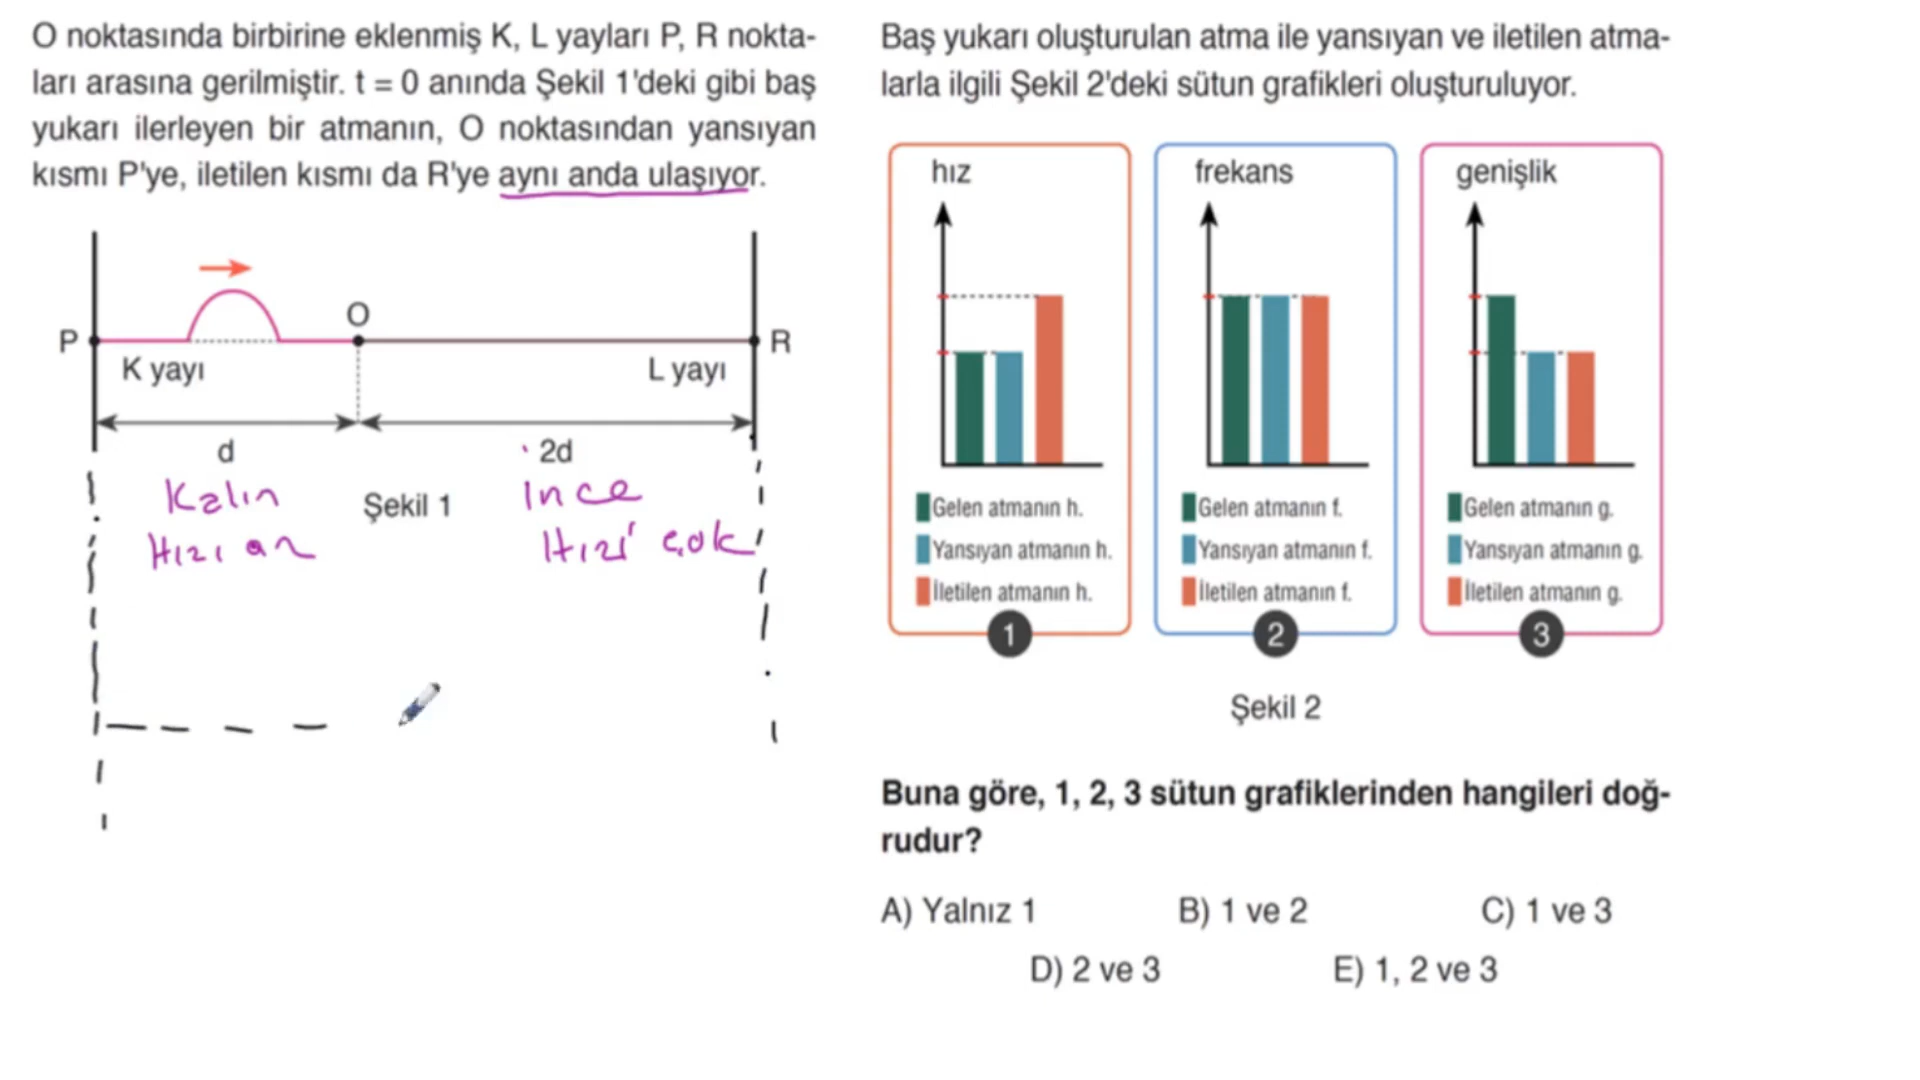 O noktasında birbirine eklenmiş K, L yayları P, R nokta-
ları arasına gerilmiştir. t = 0 anında Şekil 1'deki gibi baş
yukarı ilerleyen bir atmanın, O noktasından yansıyan
kısmı P'ye, iletilen kısmı da R'ye aynı anda ulaşıyor.
O
P
R
K yayı
L yayı
d
2d
Kalın
Şekil 1
ince
Hızı az
Hızı çok
Baş yukarı oluşturulan atma ile yansıyan ve iletilen atma-
larla ilgili Şekil 2'deki sütun grafikleri oluşturuluyor.
hız
Gelen atmanın h.
Yansıyan atmanın h.
İletilen atmanın h.
1
frekans
Gelen atmanın f.
Yansıyan atmanın f.
İletilen atmanın f.
2
genişlik
Gelen atmanın g.
Yansıyan atmanın g.
İletilen atmanın g.
3
Şekil 2
Buna göre, 1, 2, 3 sütun grafiklerinden hangileri doğ-
rudur?
A) Yalnız 1
B) 1 ve 2
C) 1 ve 3
D) 2 ve 3
E) 1, 2 ve 3